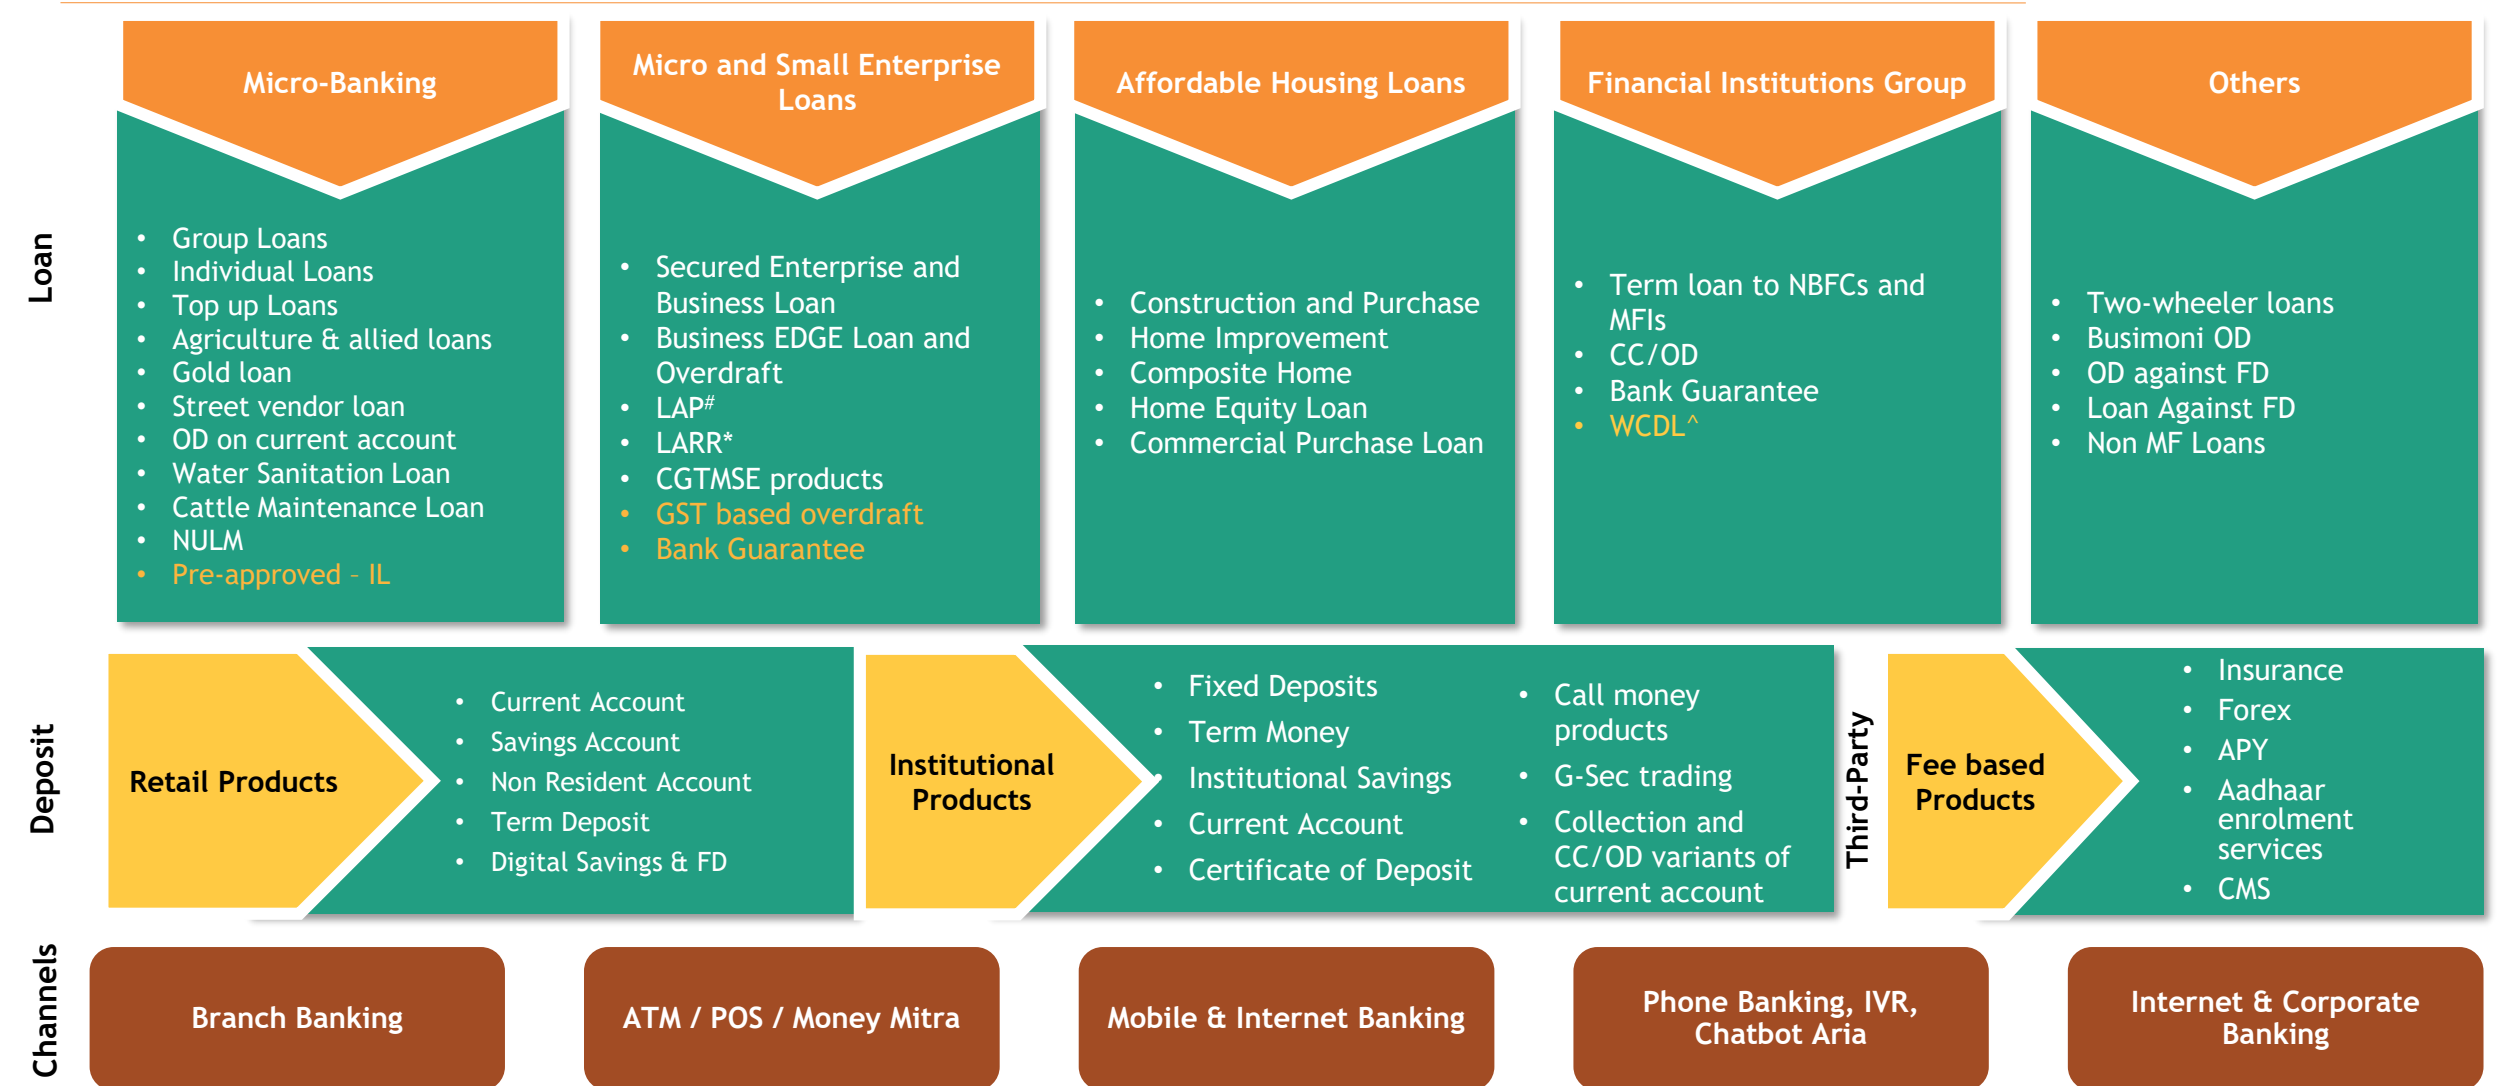 Loan
Micro-Banking
• Group Loans
• Individual Loans
• Top up Loans
• Agriculture & allied loans
• Gold loan
• Street vendor loan
• OD on current account
• Water Sanitation Loan
• Cattle Maintenance Loan
• NULM
• Pre-approved – IL
Micro and Small Enterprise
Loans
• Secured Enterprise and
Business Loan
• Business EDGE Loan and
Overdraft
• LAP#
• LARR*
• CGTMSE products
• GST based overdraft
• Bank Guarantee
Affordable Housing Loans
• Construction and Purchase
• Home Improvement
• Composite Home
• Home Equity Loan
• Commercial Purchase Loan
Financial Institutions Group
• Term loan to NBFCs and
MFIs
• CC/OD
• Bank Guarantee
• WCDL^
Others
• Two-wheeler loans
• Busimoni OD
• OD against FD
• Loan Against FD
• Non MF Loans
Deposit
Retail Products
• Current Account
• Savings Account
• Non Resident Account
• Term Deposit
• Digital Savings & FD
Institutional
Products
• Fixed Deposits
• Term Money
• Institutional Savings
• Current Account
• Certificate of Deposit
• Call money
products
• G-Sec trading
• Collection and
CC/OD variants of
current account
Third-Party
Fee based
Products
• Insurance
• Forex
• APY
• Aadhaar
enrolment
services
• CMS
Channels
Branch Banking
ATM / POS / Money Mitra
Mobile & Internet Banking
Phone Banking, IVR,
Chatbot Aria
Internet & Corporate
Banking